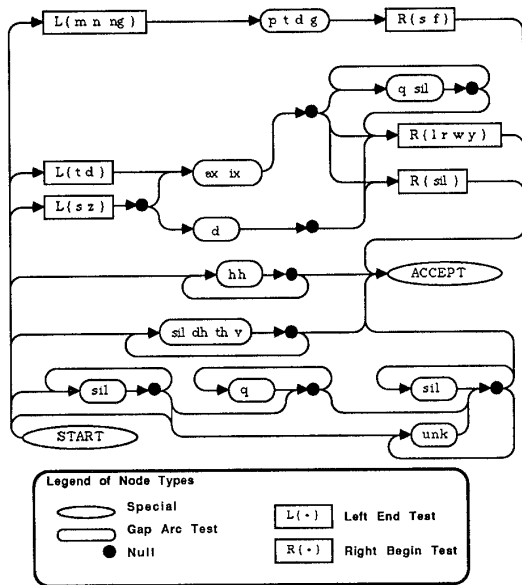 L{m n ng} p t d g R{s f}
q sil
R{l r w y}
L{t d} ax ix R{sil}
L{s z}
d
hh ACCEPT
sil dh th v
sil q sil
START unk
Legend of Node Types
Special
Gap Arc Test
Null
L{•} Left End Test
R{•} Right Begin Test